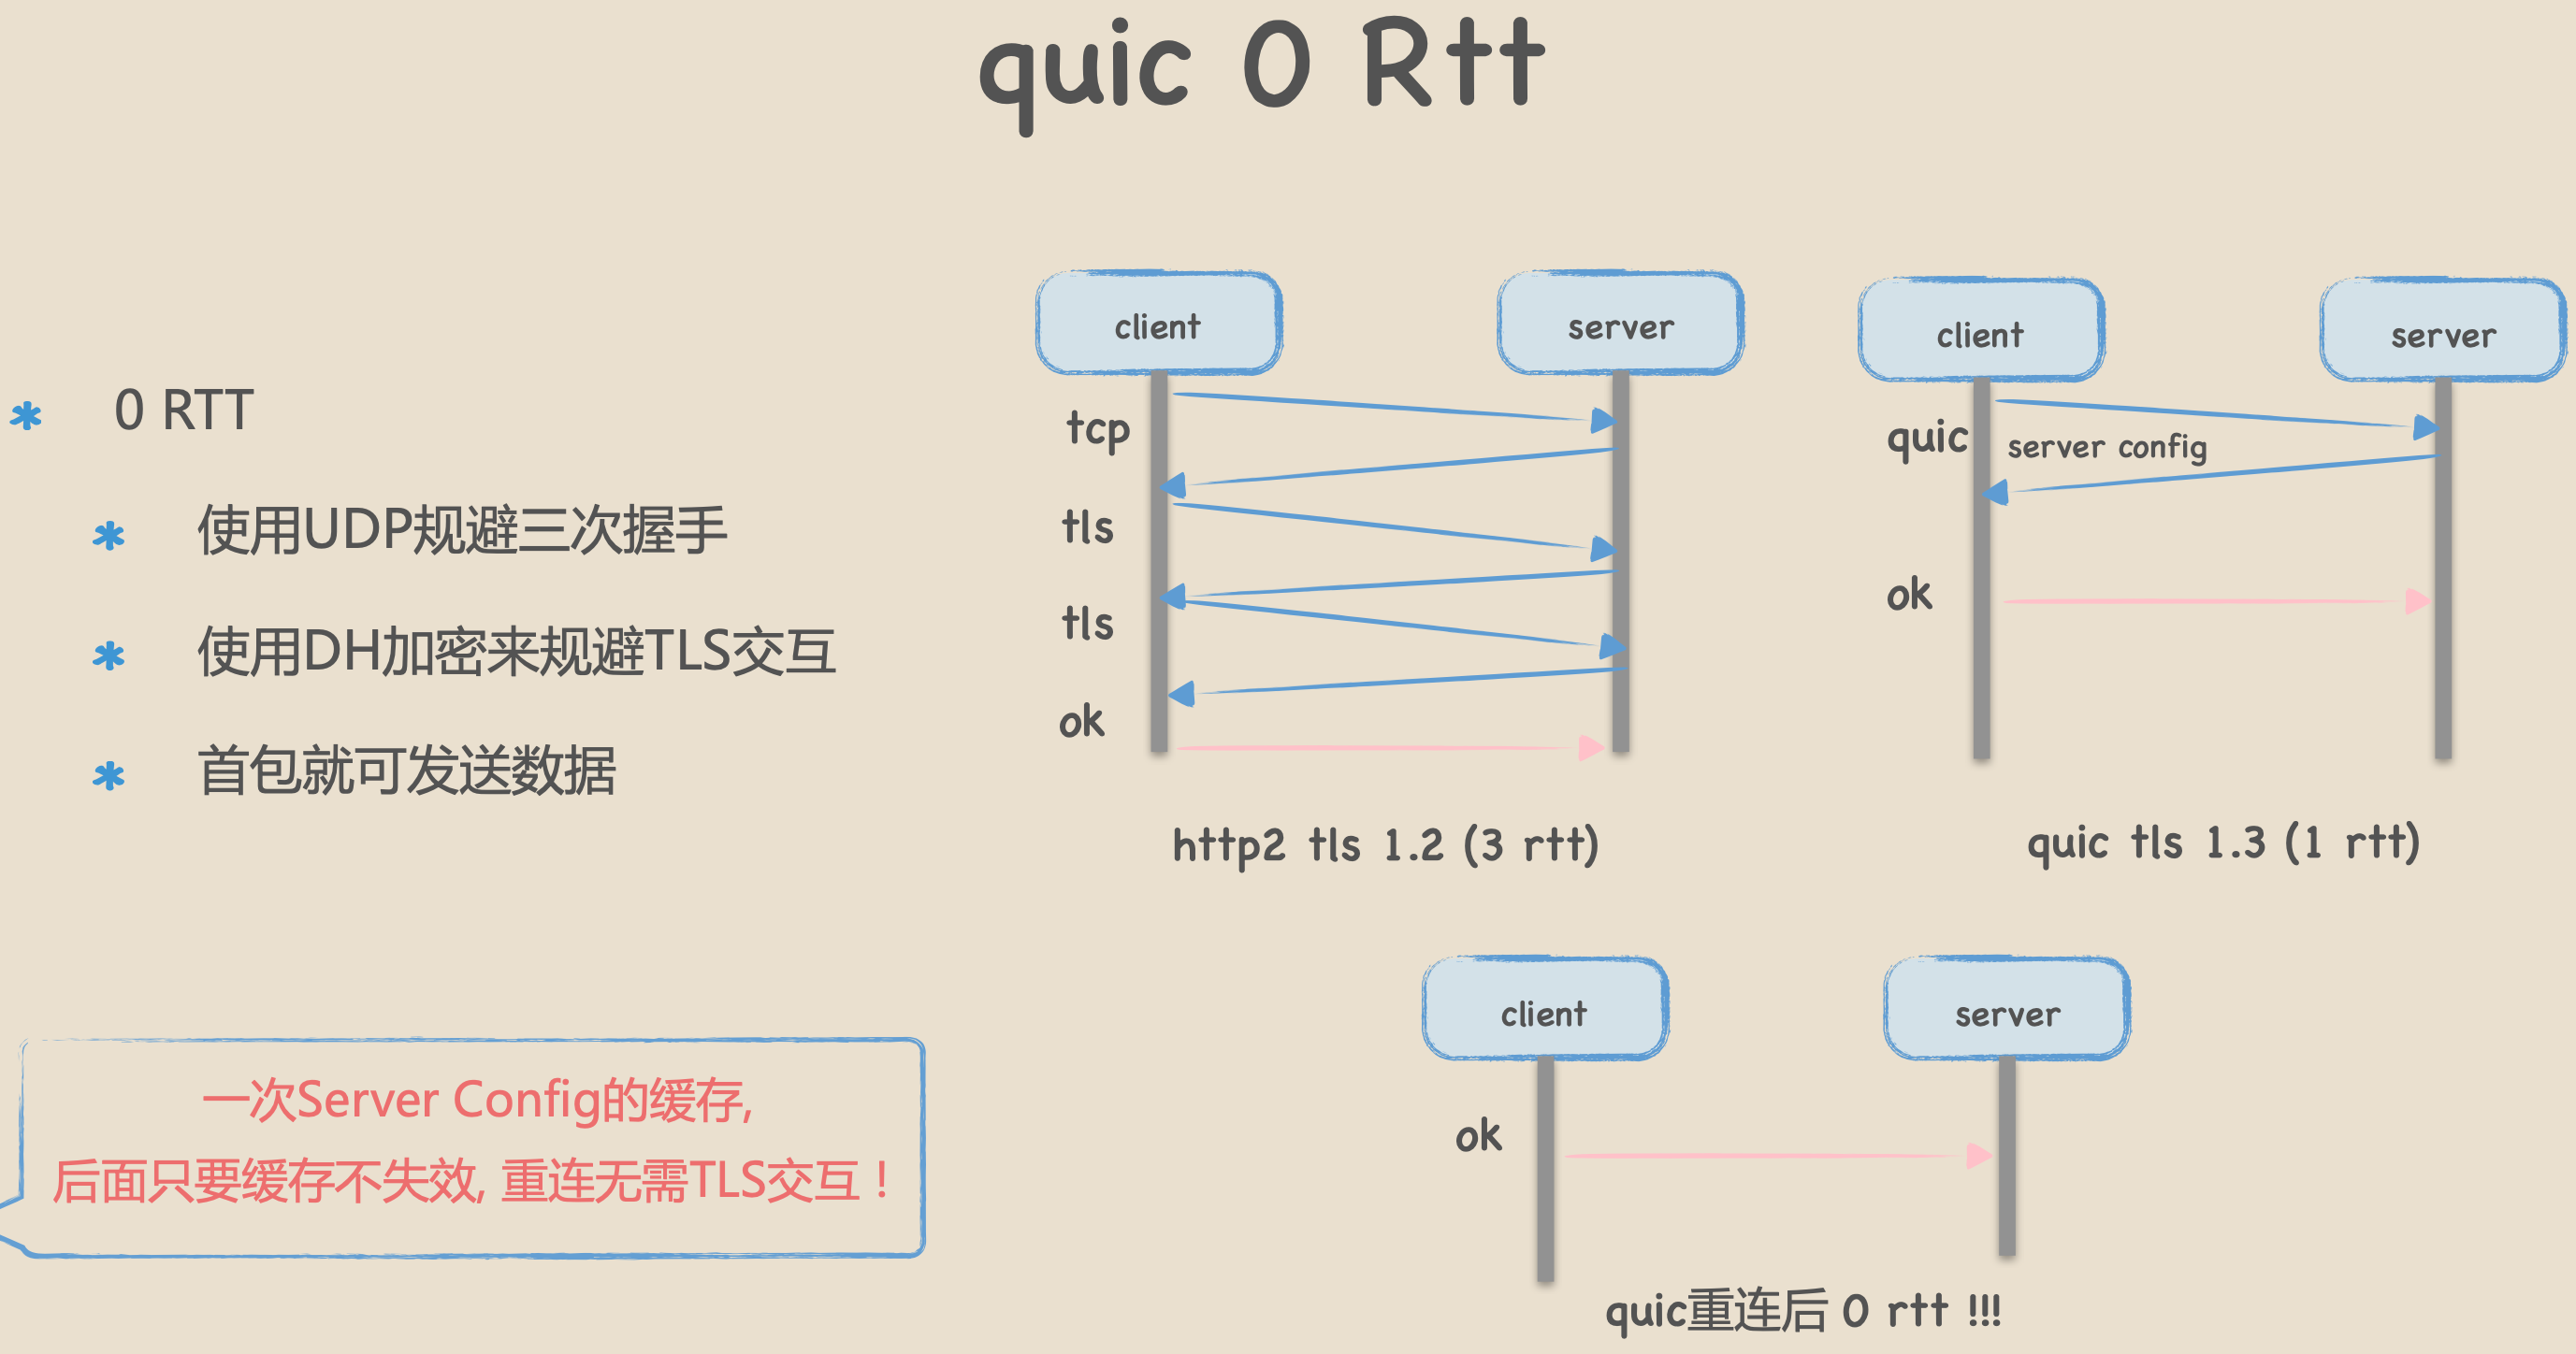 quic 0 Rtt
0 RTT
使用UDP规避三次握手
使用DH加密来规避TLS交互
首包就可发送数据
一次Server Config的缓存,
后面只要缓存不失效, 重连无需TLS交互！
client
server
tcp
tls
tls
ok
http2 tls 1.2 (3 rtt)
client
server
quic
server config
ok
quic tls 1.3 (1 rtt)
client
server
ok
quic重连后 0 rtt !!!